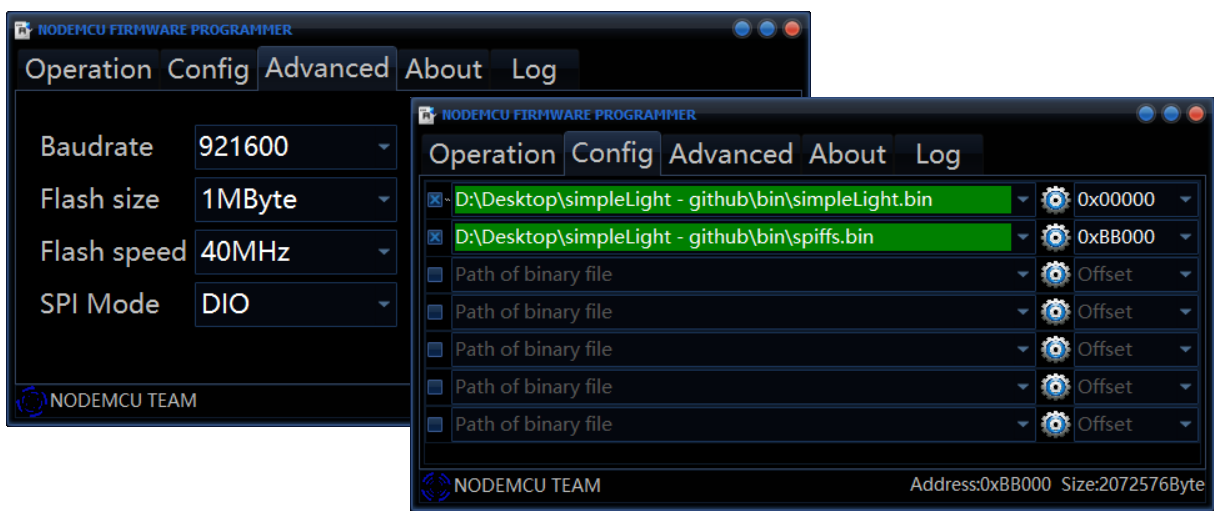 NODEMCU FIRMWARE PROGRAMMER
Operation Config Advanced About Log
Baudrate 921600
Flash size 1MByte
Flash speed 40MHz
SPI Mode DIO
NODEMCU TEAM
NODEMCU FIRMWARE PROGRAMMER
Operation Config Advanced About Log
D:\Desktop\simpleLight - github\bin\simpleLight.bin 0x00000
D:\Desktop\simpleLight - github\bin\spiffs.bin 0xBB000
Path of binary file Offset
Path of binary file Offset
Path of binary file Offset
Path of binary file Offset
Path of binary file Offset
NODEMCU TEAM Address:0xBB000 Size:2072576Byte